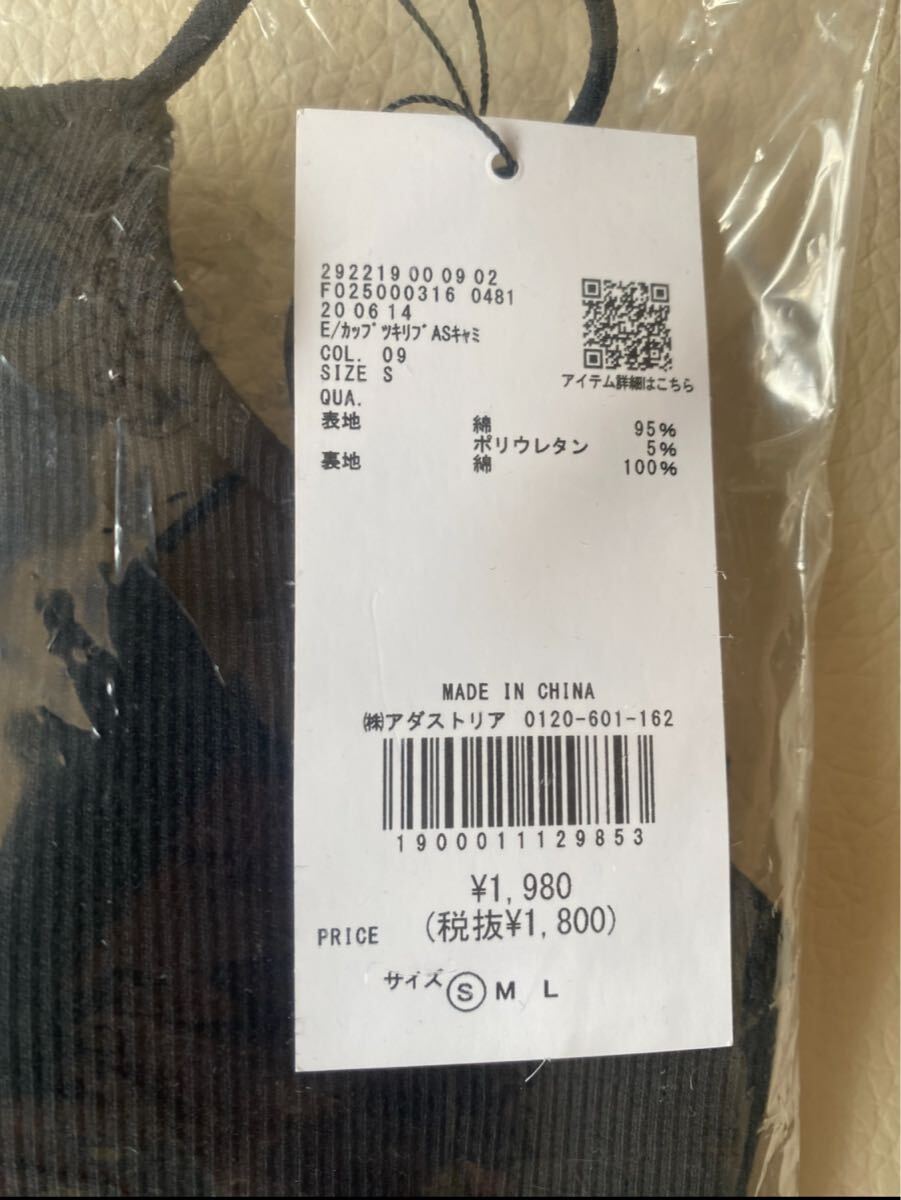 292219 00 09 02
F025000316 0481
20 06 14
E/カップツキリブASキャミ
COL. 09
SIZE S
QUA.
アイテム詳細はこちら
表地 綿 95%
ポリウレタン 5%
裏地 綿 100%
MADE IN CHINA
㈱アダストリア 0120-601-162
1900011129853
¥1,980
PRICE (税抜¥1,800)
サイズ Ⓢ M L